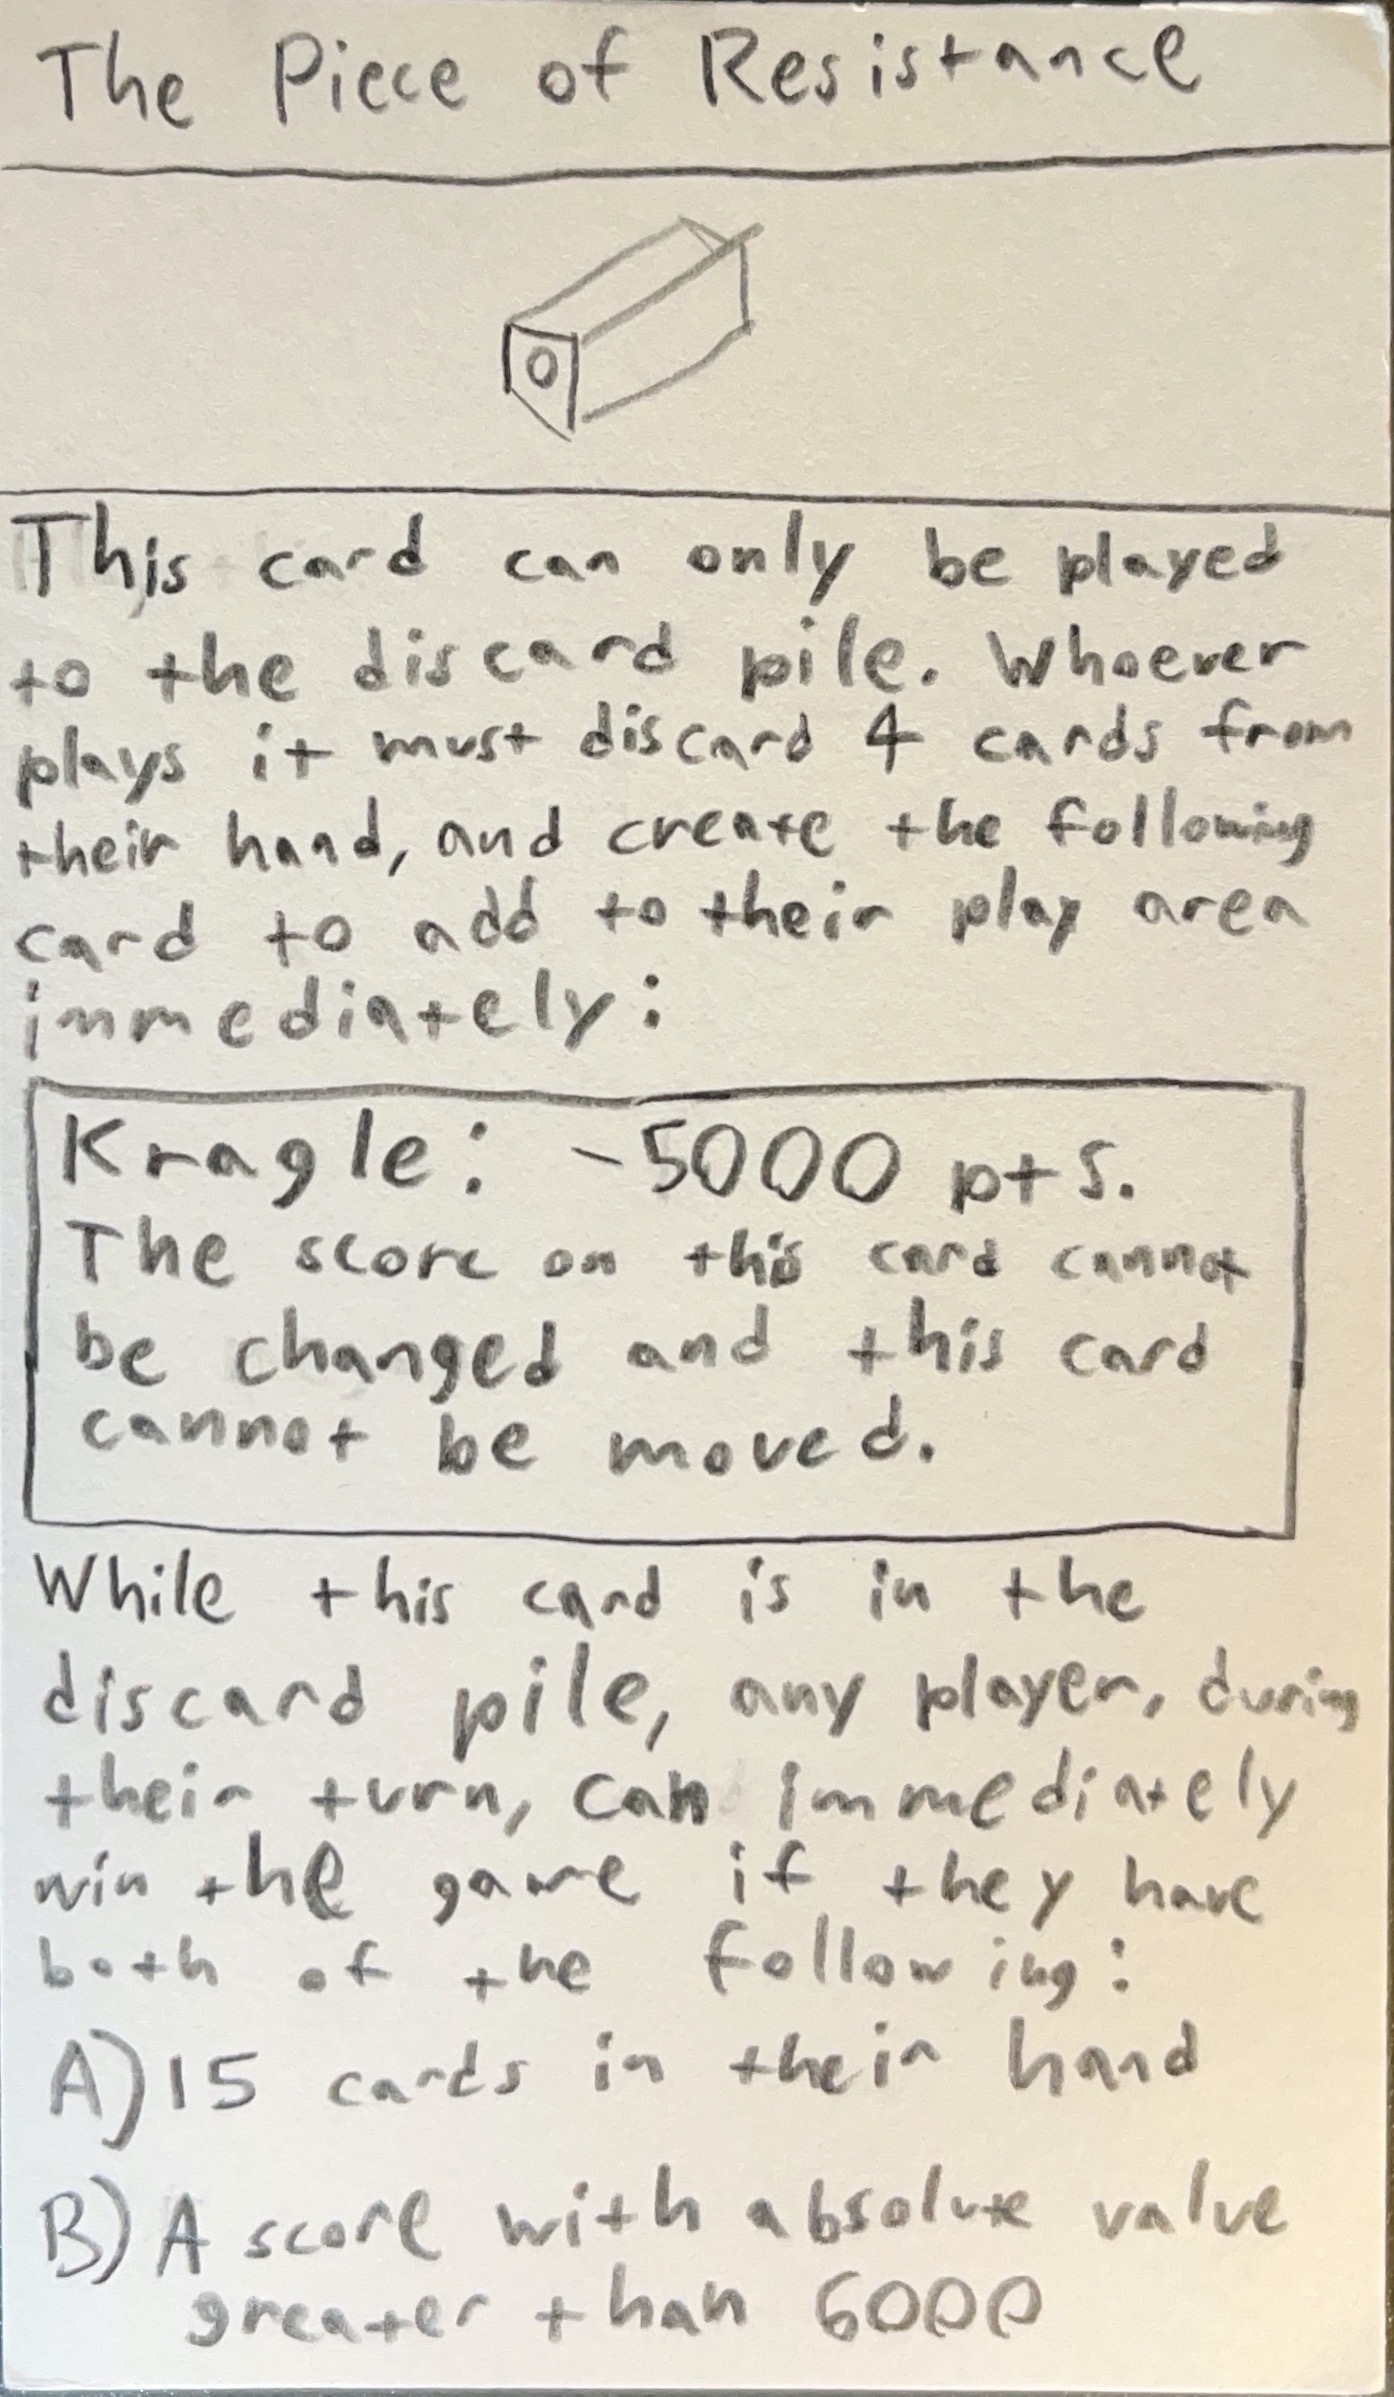 The Piece of Resistance
This card can only be played
to the discard pile. Whoever
plays it must discard 4 cards from
their hand, and create the following
card to add to their play area
immediately:
Kragle: -5000 pts.
The score on this card cannot
be changed and this card
cannot be moved.
While this card is in the
discard pile, any player, during
their turn, can immediately
win the game if they have
both of the following:
A) 15 cards in their hand
B) A score with absolute value
greater than 6000